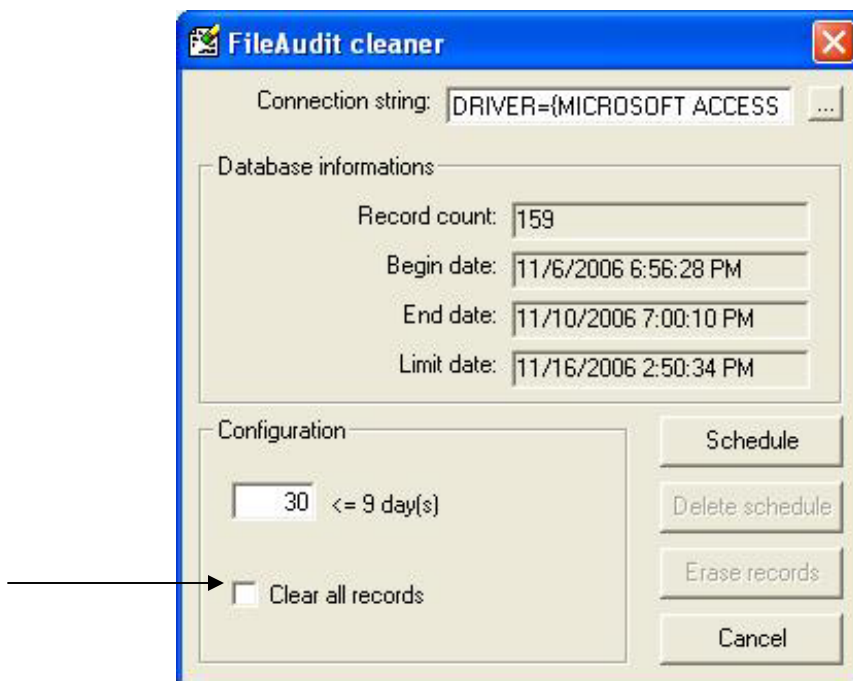 FileAudit cleaner
Connection string: DRIVER={MICROSOFT ACCESS ...
Database informations
Record count: 159
Begin date: 11/6/2006 6:56:28 PM
End date: 11/10/2006 7:00:10 PM
Limit date: 11/16/2006 2:50:34 PM
Configuration
Schedule
30 <= 9 day(s)
Delete schedule
Erase records
Clear all records
Cancel